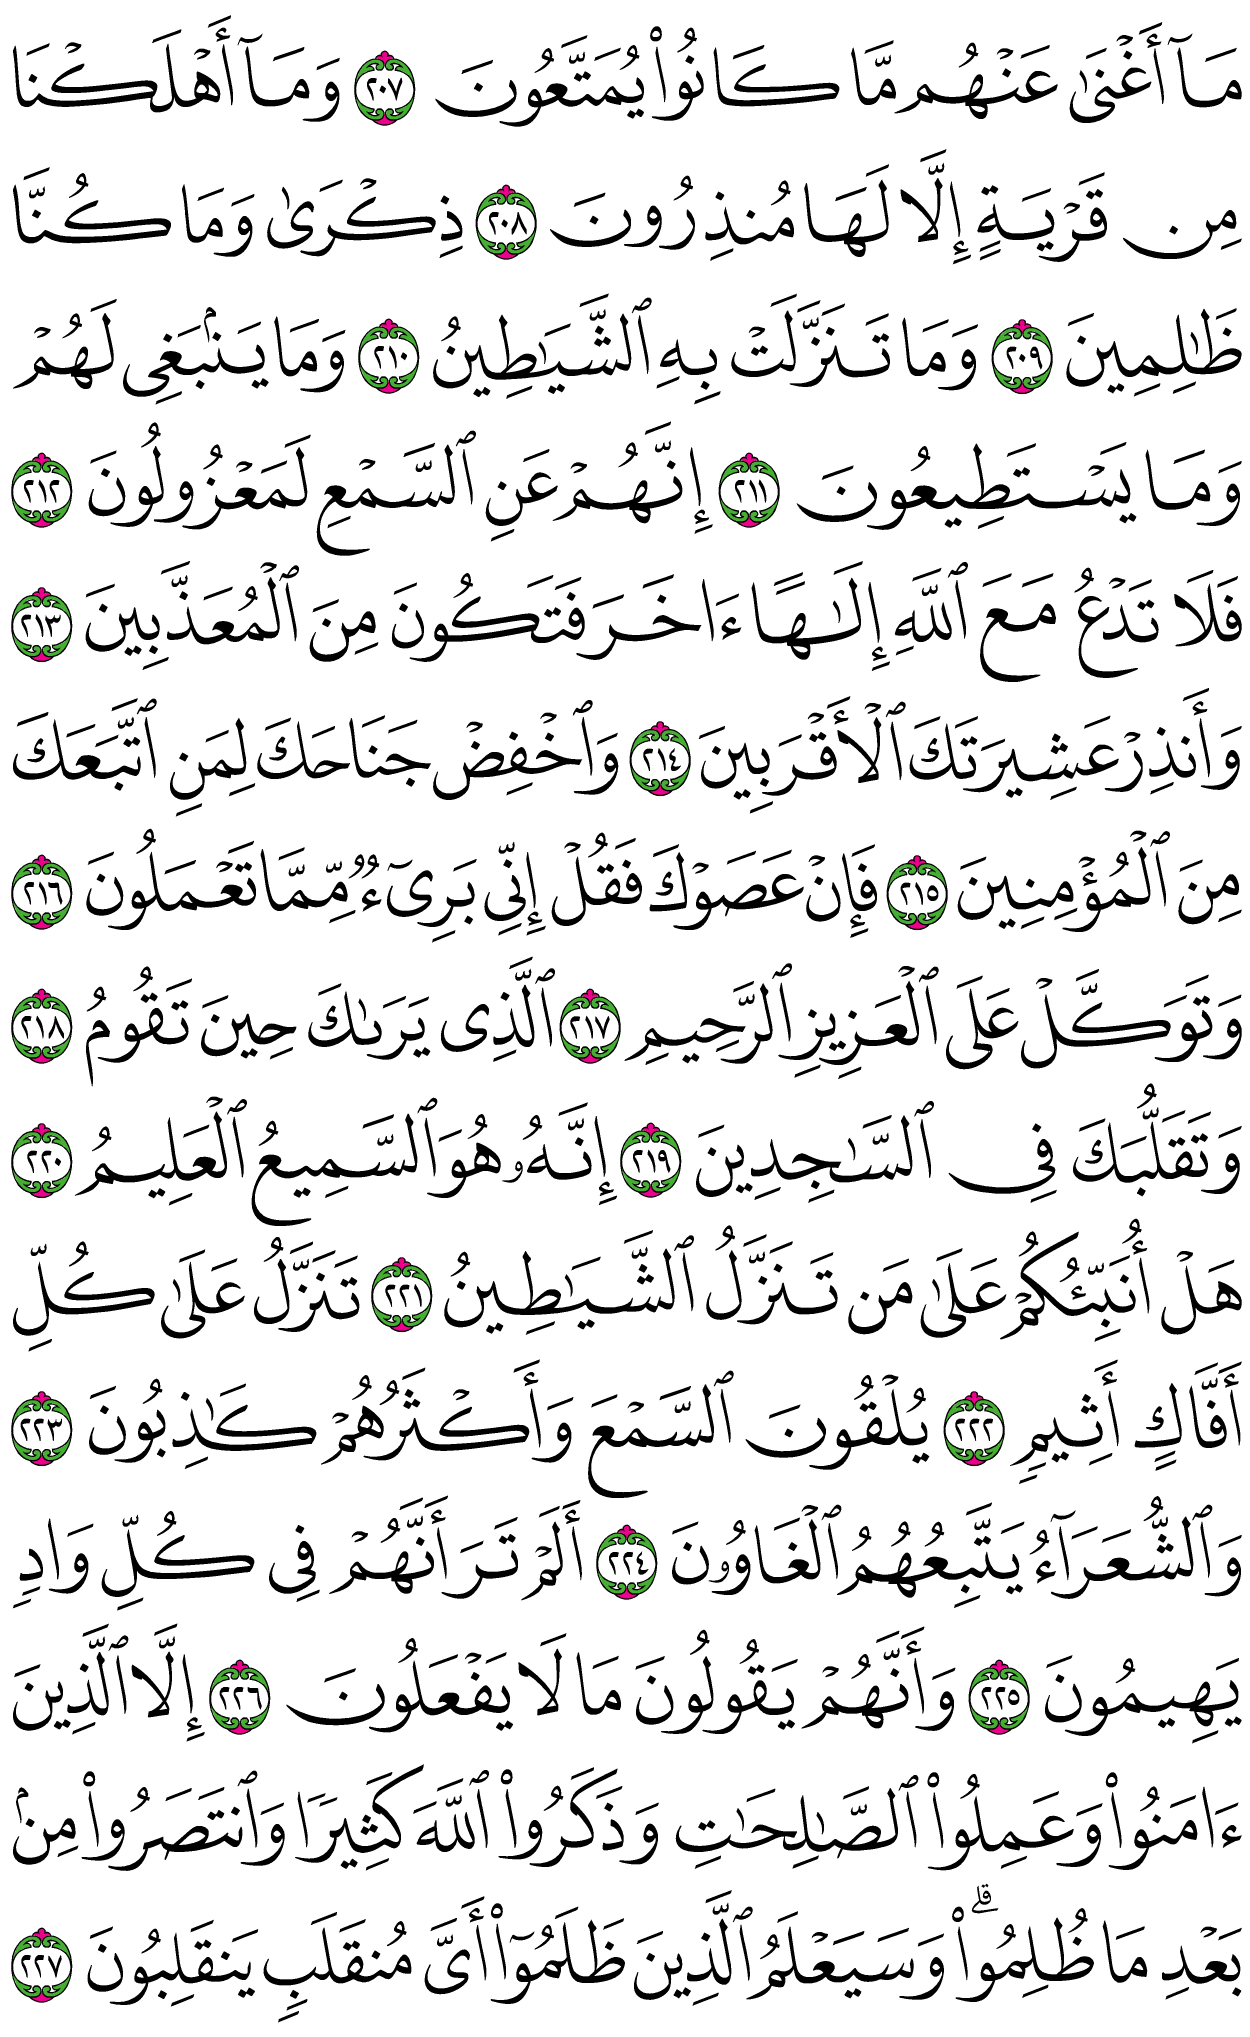 مَآ أَغْنَىٰ عَنْهُم مَّا كَانُوا۟ يُمَتَّعُونَ ٢٠٧ وَمَآ أَهْلَكْنَا
مِن قَرْيَةٍ إِلَّا لَهَا مُنذِرُونَ ٢٠٨ ذِكْرَىٰ وَمَا كُنَّا
ظَٰلِمِينَ ٢٠٩ وَمَا تَنَزَّلَتْ بِهِ ٱلشَّيَٰطِينُ ٢١٠ وَمَا يَنۢبَغِى لَهُمْ
وَمَا يَسْتَطِيعُونَ ٢١١ إِنَّهُمْ عَنِ ٱلسَّمْعِ لَمَعْزُولُونَ ٢١٢
فَلَا تَدْعُ مَعَ ٱللَّهِ إِلَٰهًا ءَاخَرَ فَتَكُونَ مِنَ ٱلْمُعَذَّبِينَ ٢١٣
وَأَنذِرْ عَشِيرَتَكَ ٱلْأَقْرَبِينَ ٢١٤ وَٱخْفِضْ جَنَاحَكَ لِمَنِ ٱتَّبَعَكَ
مِنَ ٱلْمُؤْمِنِينَ ٢١٥ فَإِنْ عَصَوْكَ فَقُلْ إِنِّى بَرِىٓءٌ مِّمَّا تَعْمَلُونَ ٢١٦
وَتَوَكَّلْ عَلَى ٱلْعَزِيزِ ٱلرَّحِيمِ ٢١٧ ٱلَّذِى يَرَىٰكَ حِينَ تَقُومُ ٢١٨
وَتَقَلُّبَكَ فِى ٱلسَّٰجِدِينَ ٢١٩ إِنَّهُۥ هُوَ ٱلسَّمِيعُ ٱلْعَلِيمُ ٢٢٠
هَلْ أُنَبِّئُكُمْ عَلَىٰ مَن تَنَزَّلُ ٱلشَّيَٰطِينُ ٢٢١ تَنَزَّلُ عَلَىٰ كُلِّ
أَفَّاكٍ أَثِيمٍ ٢٢٢ يُلْقُونَ ٱلسَّمْعَ وَأَكْثَرُهُمْ كَٰذِبُونَ ٢٢٣
وَٱلشُّعَرَآءُ يَتَّبِعُهُمُ ٱلْغَاوُۥنَ ٢٢٤ أَلَمْ تَرَ أَنَّهُمْ فِى كُلِّ وَادٍ
يَهِيمُونَ ٢٢٥ وَأَنَّهُمْ يَقُولُونَ مَا لَا يَفْعَلُونَ ٢٢٦ إِلَّا ٱلَّذِينَ
ءَامَنُوا۟ وَعَمِلُوا۟ ٱلصَّٰلِحَٰتِ وَذَكَرُوا۟ ٱللَّهَ كَثِيرًا وَٱنتَصَرُوا۟ مِنۢ
بَعْدِ مَا ظُلِمُوا۟ ۗ وَسَيَعْلَمُ ٱلَّذِينَ ظَلَمُوٓا۟ أَىَّ مُنقَلَبٍ يَنقَلِبُونَ ٢٢٧